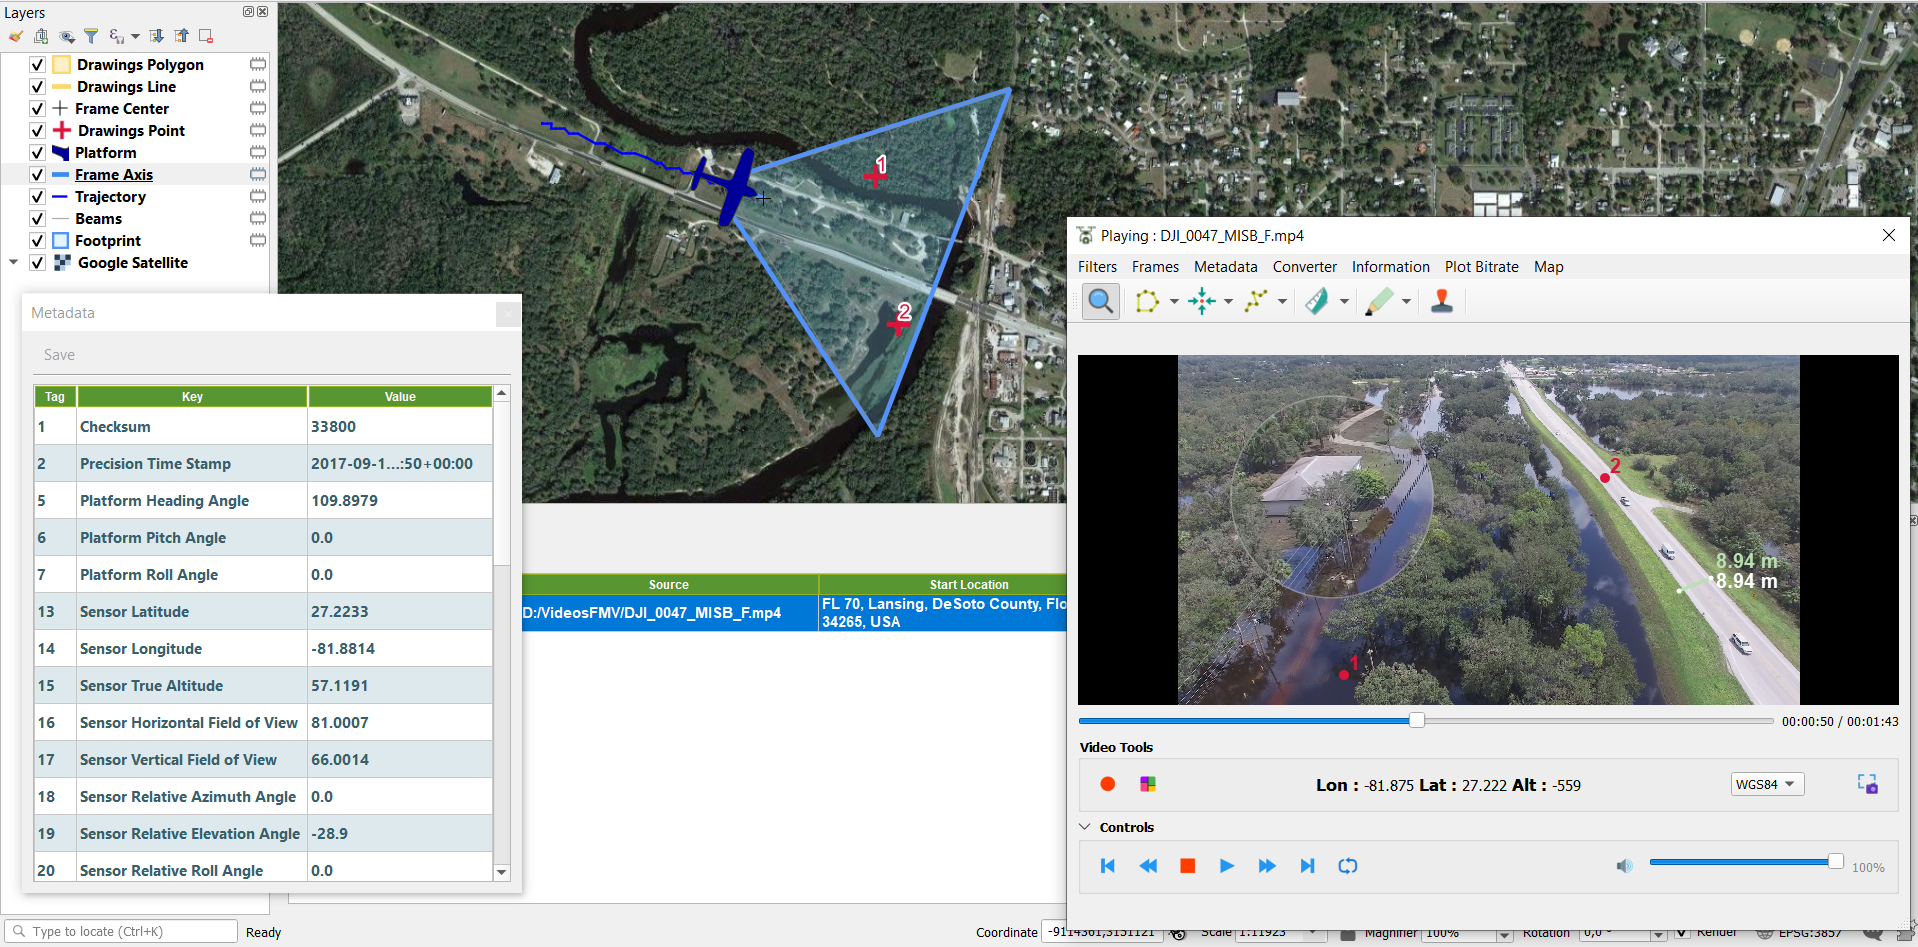 Layers
Drawings Polygon
Drawings Line
Frame Center
Drawings Point
Platform
Frame Axis
Trajectory
Beams
Footprint
Google Satellite
1
2
Metadata
Save
Tag Key Value
1 Checksum 33800
2 Precision Time Stamp 2017-09-1...:50+00:00
5 Platform Heading Angle 109.8979
6 Platform Pitch Angle 0.0
7 Platform Roll Angle 0.0
13 Sensor Latitude 27.2233
14 Sensor Longitude -81.8814
15 Sensor True Altitude 57.1191
16 Sensor Horizontal Field of View 81.0007
17 Sensor Vertical Field of View 66.0014
18 Sensor Relative Azimuth Angle 0.0
19 Sensor Relative Elevation Angle -28.9
20 Sensor Relative Roll Angle 0.0
Source Start Location
D:/VideosFMV/DJI_0047_MISB_F.mp4 FL 70, Lansing, DeSoto County, Flo
34265, USA
Playing : DJI_0047_MISB_F.mp4
Filters Frames Metadata Converter Information Plot Bitrate Map
2
8.94 m
8.94 m
1
00:00:50 / 00:01:43
Video Tools
Lon : -81.875 Lat : 27.222 Alt : -559 WGS84
Controls
100%
Type to locate (Ctrl+K) Ready Coordinate -9114361,3151121 Scale 1:11923 Magnifier 100% Rotation 0,0 ° Render EPSG:3857